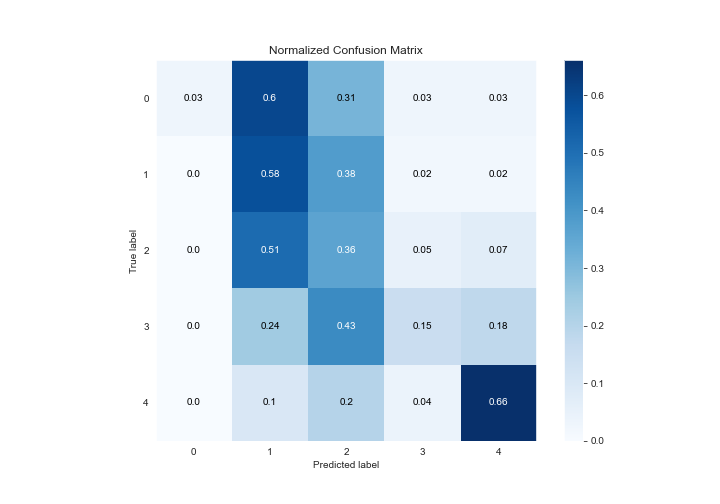 Normalized Confusion Matrix
0 0.03 0.6 0.31 0.03 0.03
1 0.0 0.58 0.38 0.02 0.02
2 0.0 0.51 0.36 0.05 0.07
3 0.0 0.24 0.43 0.15 0.18
4 0.0 0.1 0.2 0.04 0.66
0 1 2 3 4
Predicted label
True label
0.6
0.5
0.4
0.3
0.2
0.1
0.0